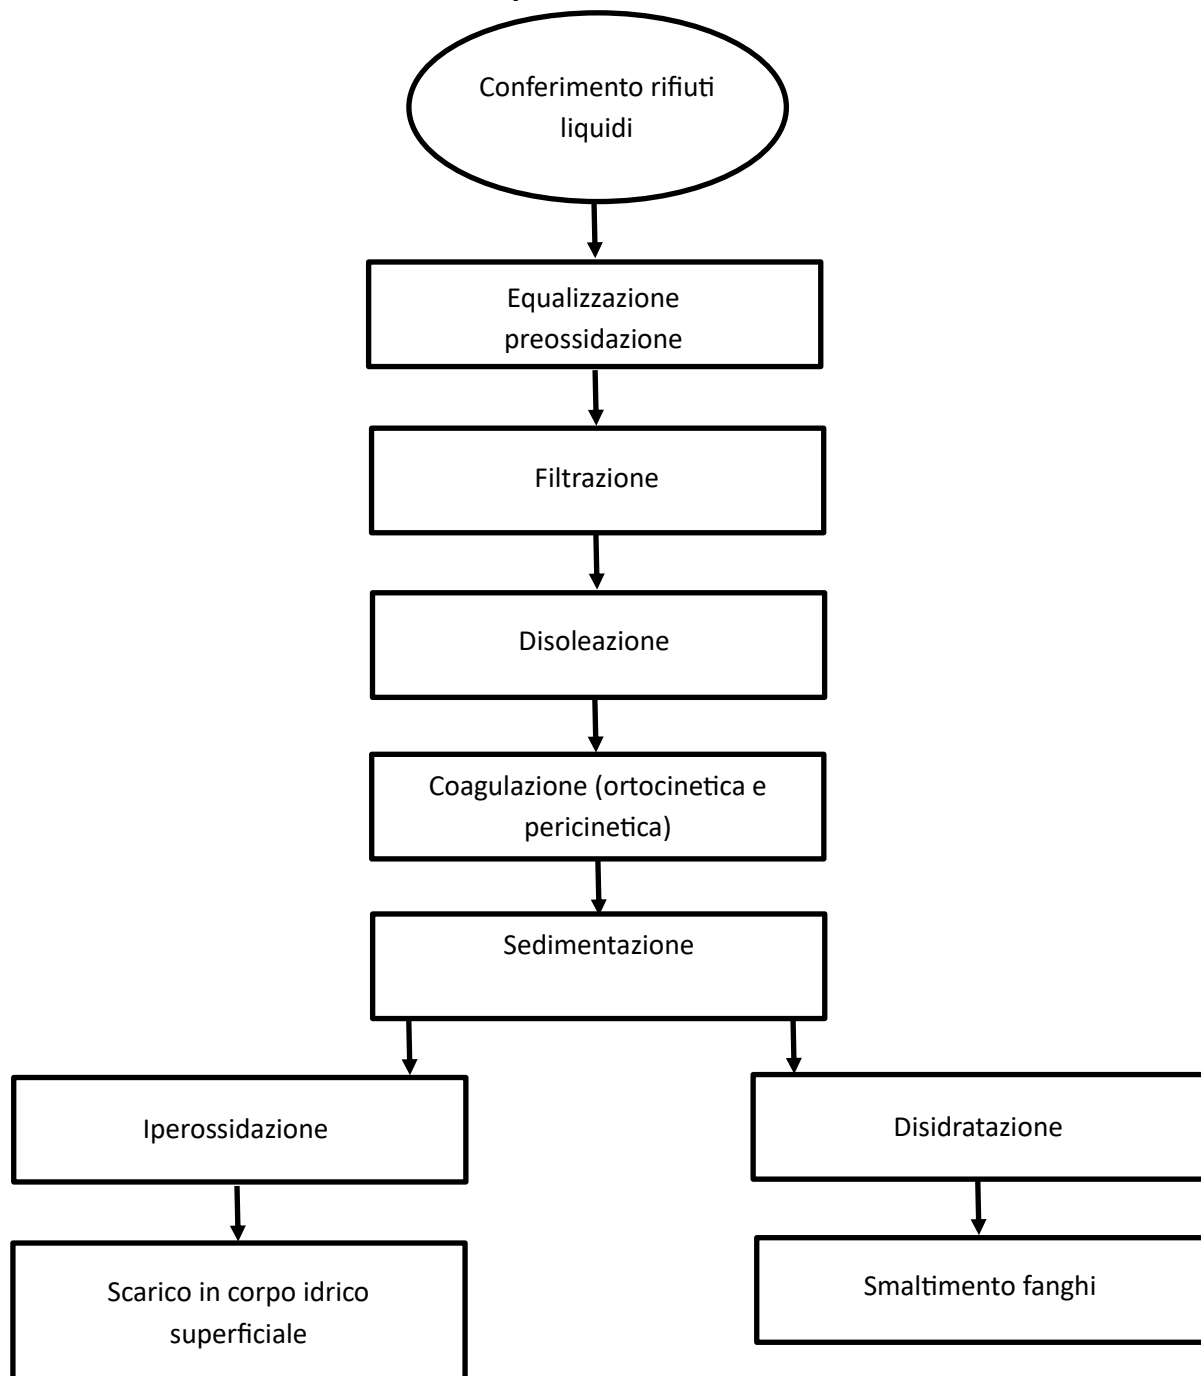 Conferimento rifiuti
liquidi
Equalizzazione
preossidazione
Filtrazione
Disoleazione
Coagulazione (ortocinetica e
pericinetica)
Sedimentazione
Iperossidazione
Disidratazione
Scarico in corpo idrico
superficiale
Smaltimento fanghi